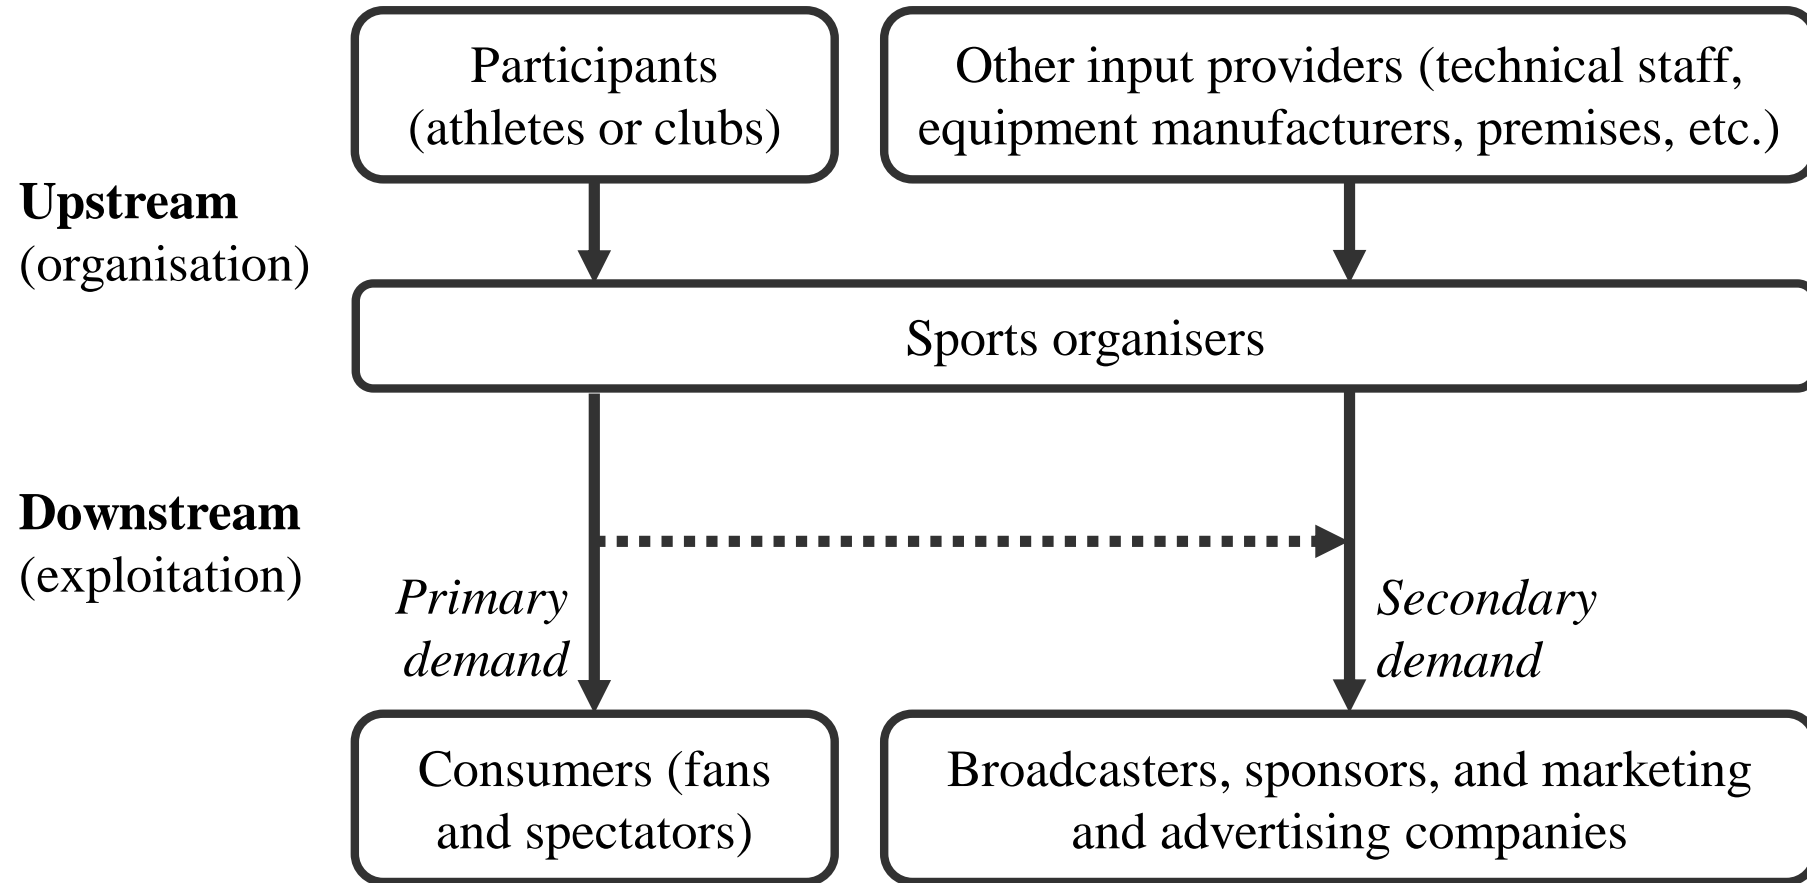 Participants
(athletes or clubs)
Other input providers (technical staff,
equipment manufacturers, premises, etc.)
Upstream
(organisation)
Sports organisers
Downstream
(exploitation)
Primary
demand
Secondary
demand
Consumers (fans
and spectators)
Broadcasters, sponsors, and marketing
and advertising companies